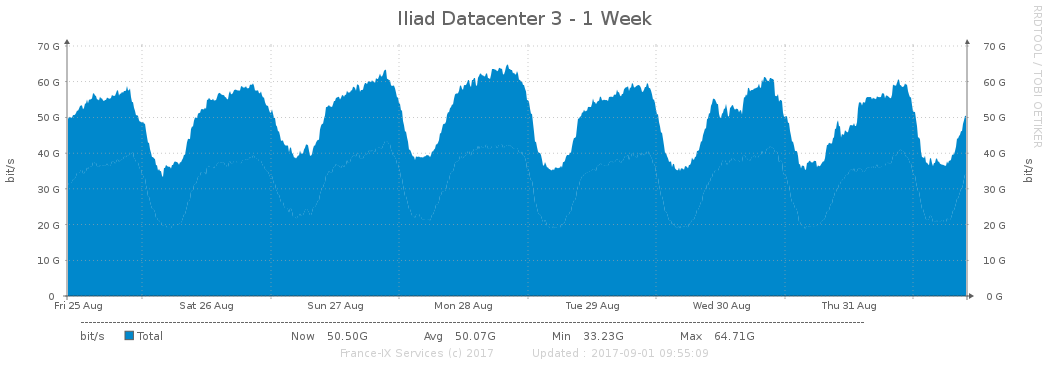 Iliad Datacenter 3 - 1 Week
RRDTOOL / TOBI OETIKER
70 G 70 G
60 G 60 G
50 G 50 G
40 G 40 G
30 G 30 G
20 G 20 G
10 G 10 G
0 0 G
bit/s bit/s
Fri 25 Aug Sat 26 Aug Sun 27 Aug Mon 28 Aug Tue 29 Aug Wed 30 Aug Thu 31 Aug
bit/s Total Now 50.50G Avg 50.07G Min 33.23G Max 64.71G
France-IX Services (c) 2017 Updated : 2017-09-01 09:55:09